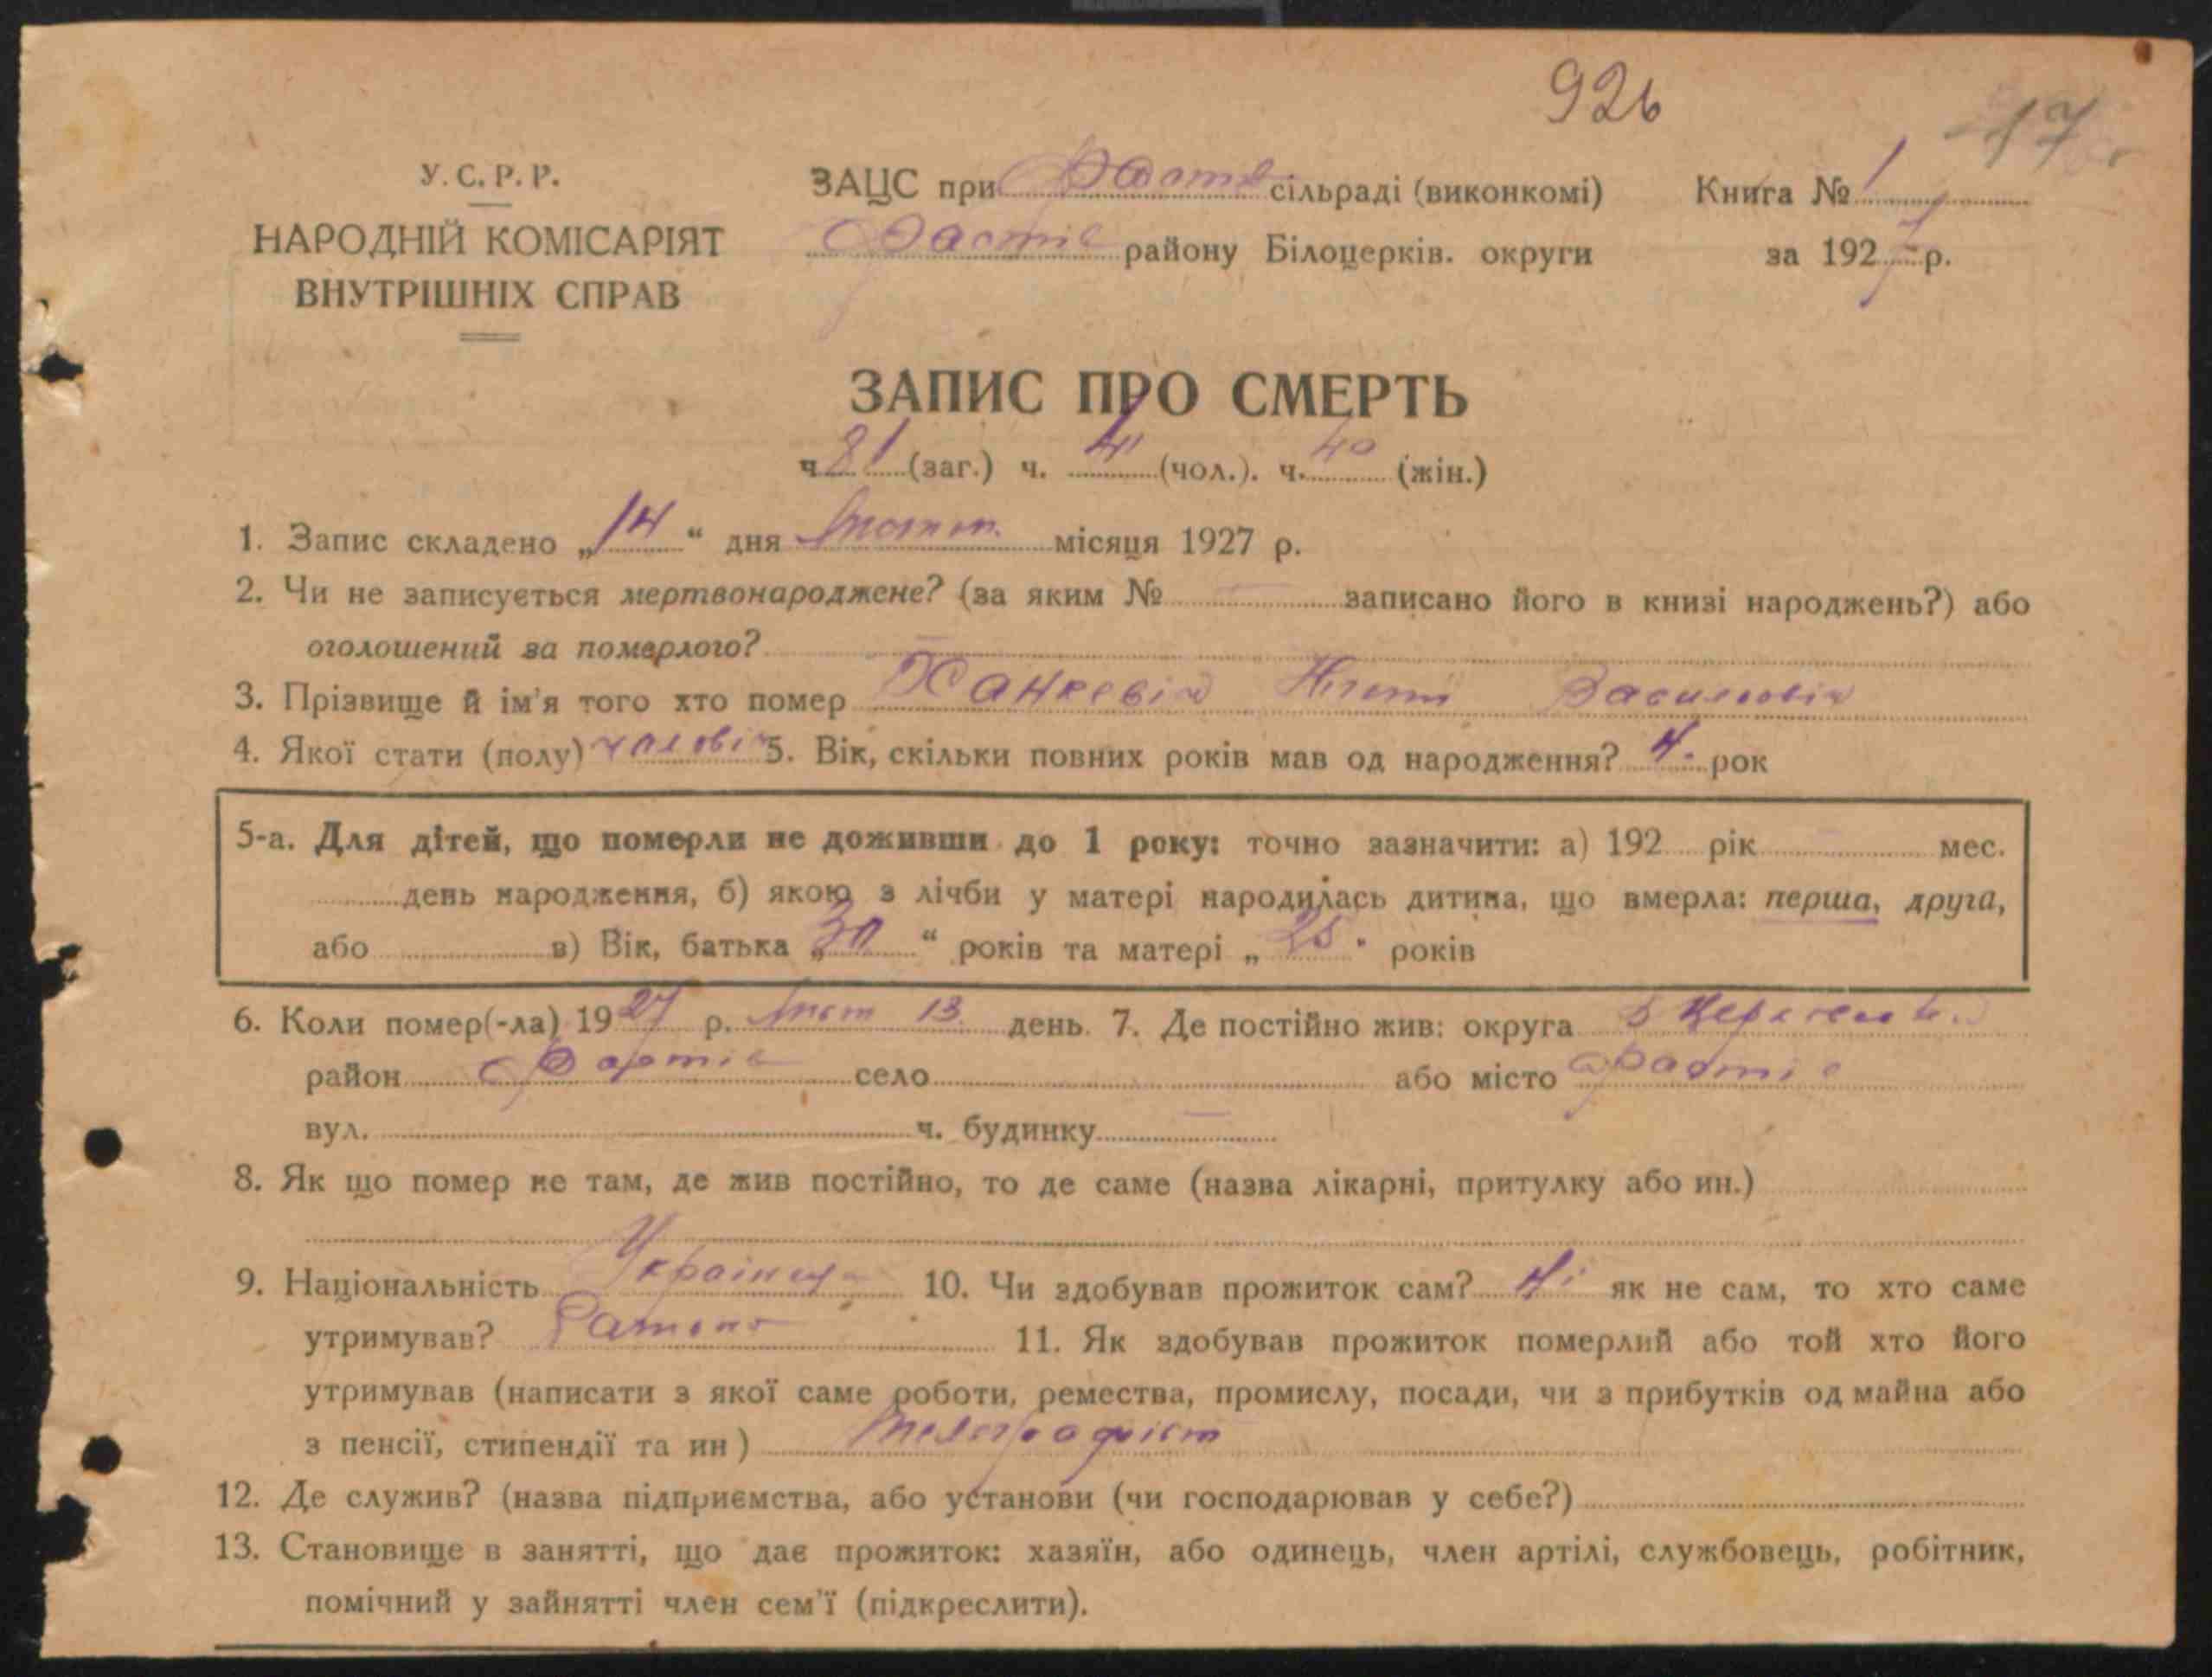 926
17
У.С.Р.Р.
НАРОДНІЙ КОМІСАРІЯТ
ВНУТРІШНІХ СПРАВ
ЗАЦС при Фастів сільраді (виконкомі) Книга № 1
Фастів району Білоцерків. округи за 1927 р.
ЗАПИС ПРО СМЕРТЬ
ч 81 (заг.) ч. 41 (чол.). ч. 40 (жін.)
1. Запис складено „14“ дня лютт. місяця 1927 р.
2. Чи не записується мертвонароджене? (за яким № — записано його в книзі народжень?) або
оголошений за померлого?
3. Прізвище й ім'я того хто помер Ханкевіч Василевіч
4. Якої стати (полу) чоловіч 5. Вік, скільки повних років мав од народження? 4. рок
5-а. Для дітей, що померли не доживши до 1 року: точно зазначити: а) 192 рік — мес.
день народження, б) якою з лічби у матері народилась дитина, що вмерла: перша, друга,
або в) Вік, батька „30“ років та матері „25" років
6. Коли помер(-ла) 1927 р. лют 13 день. 7. Де постійно жив: округа
район Фастів село або місто Фастів
вул. ч. будинку —
8. Як що помер не там, де жив постійно, то де саме (назва лікарні, притулку або ин.)
9. Національність Українець 10. Чи здобував прожиток сам? Ні як не сам, то хто саме
утримував? 11. Як здобував прожиток померлий або той хто його
утримував (написати з якої саме роботи, ремества, промислу, посади, чи з прибутків од майна або
з пенсії, стипендії та ин) телеграфіст
12. Де служив? (назва підприємства, або установи (чи господарював у себе?)
13. Становище в занятті, що дає прожиток: хазяїн, або одинець, член артілі, службовець, робітник,
помічний у зайнятті член сем'ї (підкреслити).